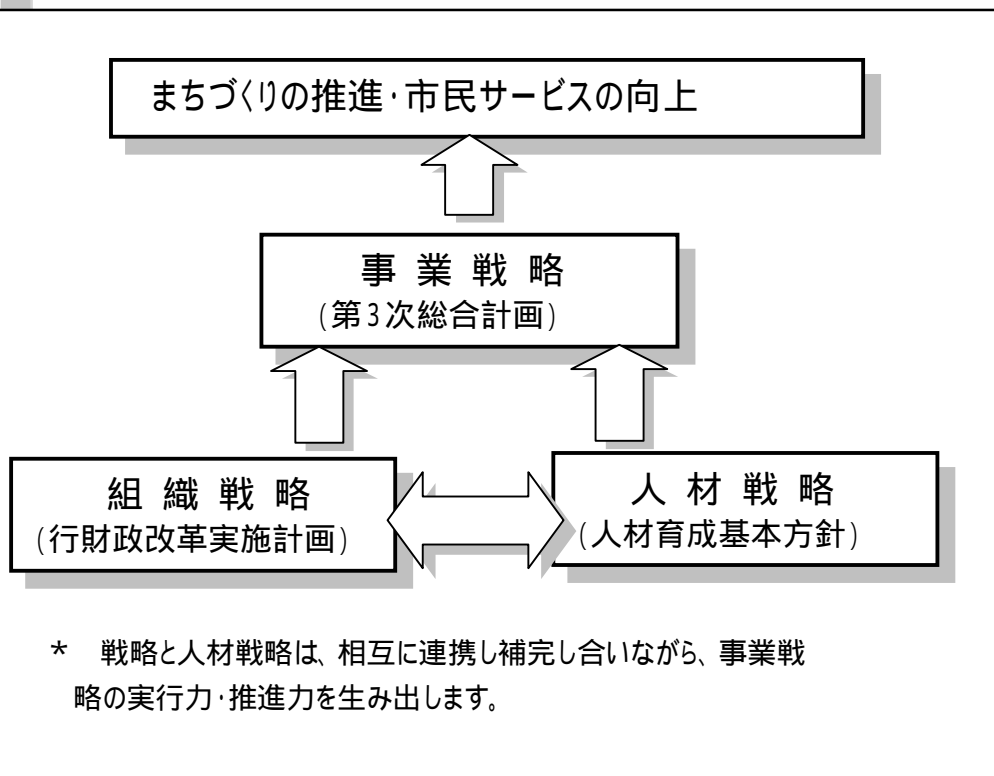 まちづくりの推進・市民サービスの向上
事業戦略
(第3次総合計画)
組織戦略
(行財政改革実施計画)
人材戦略
(人材育成基本方針)
* 戦略と人材戦略は、相互に連携し補完し合いながら、事業戦
略の実行力・推進力を生み出します。